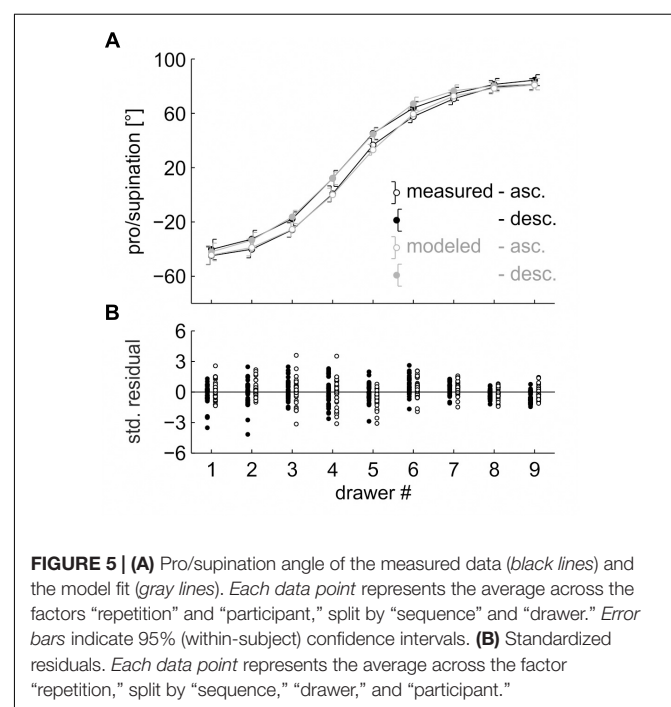 A
100
60
20
−20
−60
pro/supination [°]
measured - asc.
- desc.
modeled - asc.
- desc.
B
6
3
0
−3
−6
std. residual
1 2 3 4 5 6 7 8 9
drawer #
FIGURE 5 | (A) Pro/supination angle of the measured data (black lines) and
the model fit (gray lines). Each data point represents the average across the
factors “repetition” and “participant,” split by “sequence” and “drawer.” Error
bars indicate 95% (within-subject) confidence intervals. (B) Standardized
residuals. Each data point represents the average across the factor
“repetition,” split by “sequence,” “drawer,” and “participant.”